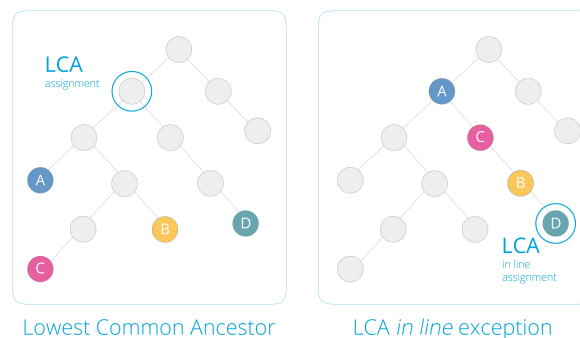 LCA
assignment
A
C
B
D
Lowest Common Ancestor
A
C
B
D
LCA
in line
assignment
LCA in line exception